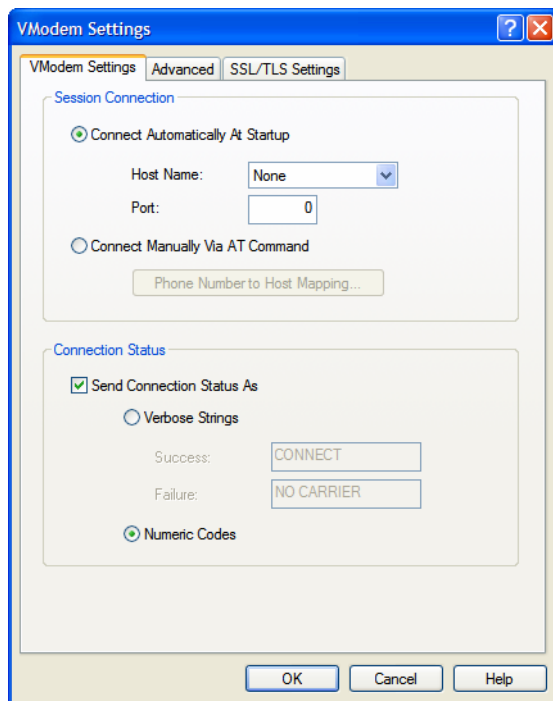 VModem Settings
VModem Settings Advanced SSL/TLS Settings
Session Connection
Connect Automatically At Startup
Host Name: None
Port: 0
Connect Manually Via AT Command
Phone Number to Host Mapping...
Connection Status
Send Connection Status As
Verbose Strings
Success: CONNECT
Failure: NO CARRIER
Numeric Codes
OK Cancel Help